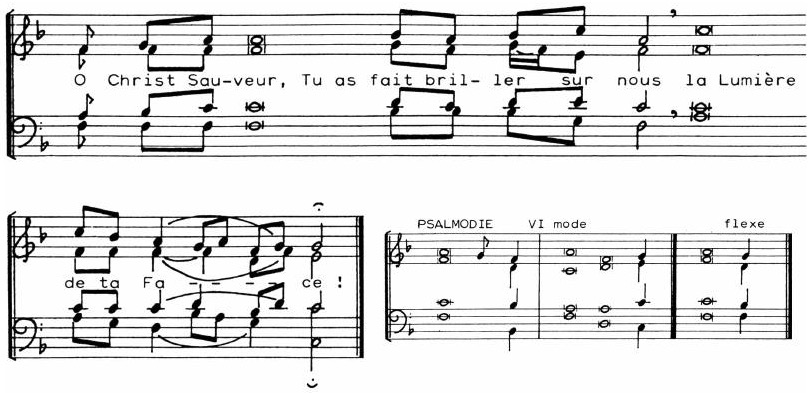 O Christ Sau-veur, Tu as fait bril- ler sur nous la Lumière
PSALMODIE VI mode flexe
de ta Fa - - - - ce !